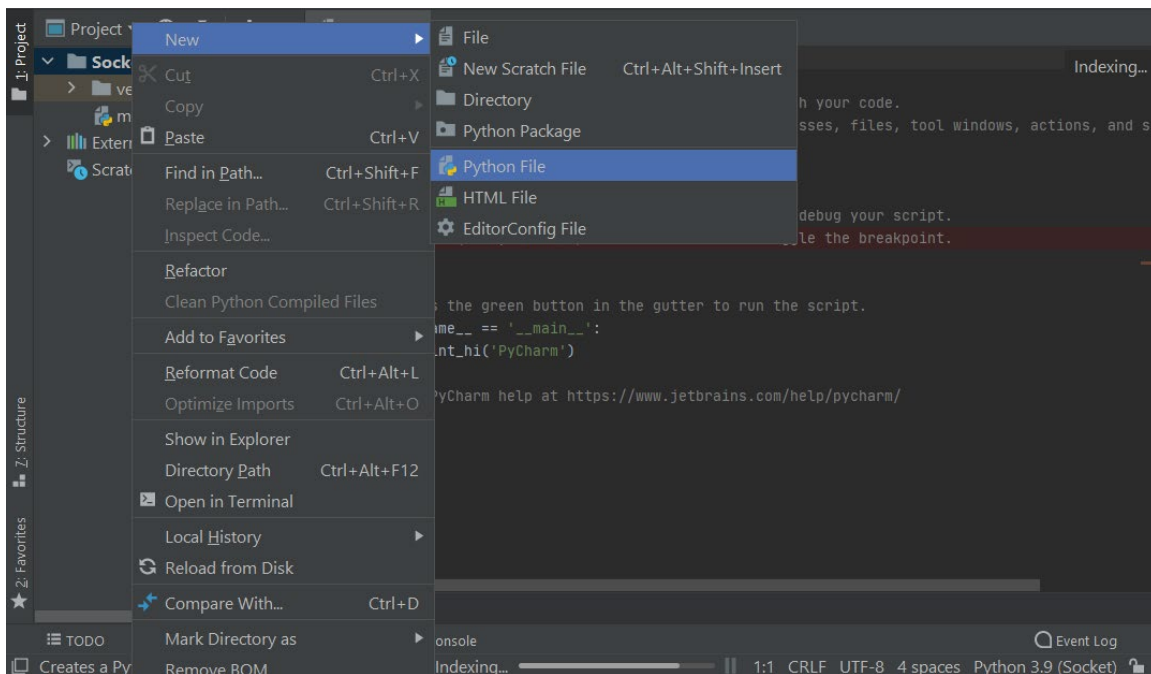 1: Project
Project
New
File
Sock
Cut Ctrl+X
New Scratch File Ctrl+Alt+Shift+Insert
Indexing...
Copy
Directory
h your code.
Paste Ctrl+V
Python Package
sses, files, tool windows, actions, and s
Extern
Scrat
Find in Path... Ctrl+Shift+F
Python File
Replace in Path... Ctrl+Shift+R
HTML File
Inspect Code...
EditorConfig File
debug your script.
le the breakpoint.
Refactor
Clean Python Compiled Files
the green button in the gutter to run the script.
me__ == '__main__':
Add to Favorites
int_hi('PyCharm')
Reformat Code Ctrl+Alt+L
PyCharm help at https://www.jetbrains.com/help/pycharm/
Optimize Imports Ctrl+Alt+O
Show in Explorer
Directory Path Ctrl+Alt+F12
Open in Terminal
Z: Structure
Local History
Reload from Disk
2: Favorites
Compare With... Ctrl+D
TODO
Mark Directory as
onsole
Event Log
Creates a Py
Remove BOM
Indexing...
1:1 CRLF UTF-8 4 spaces Python 3.9 (Socket)